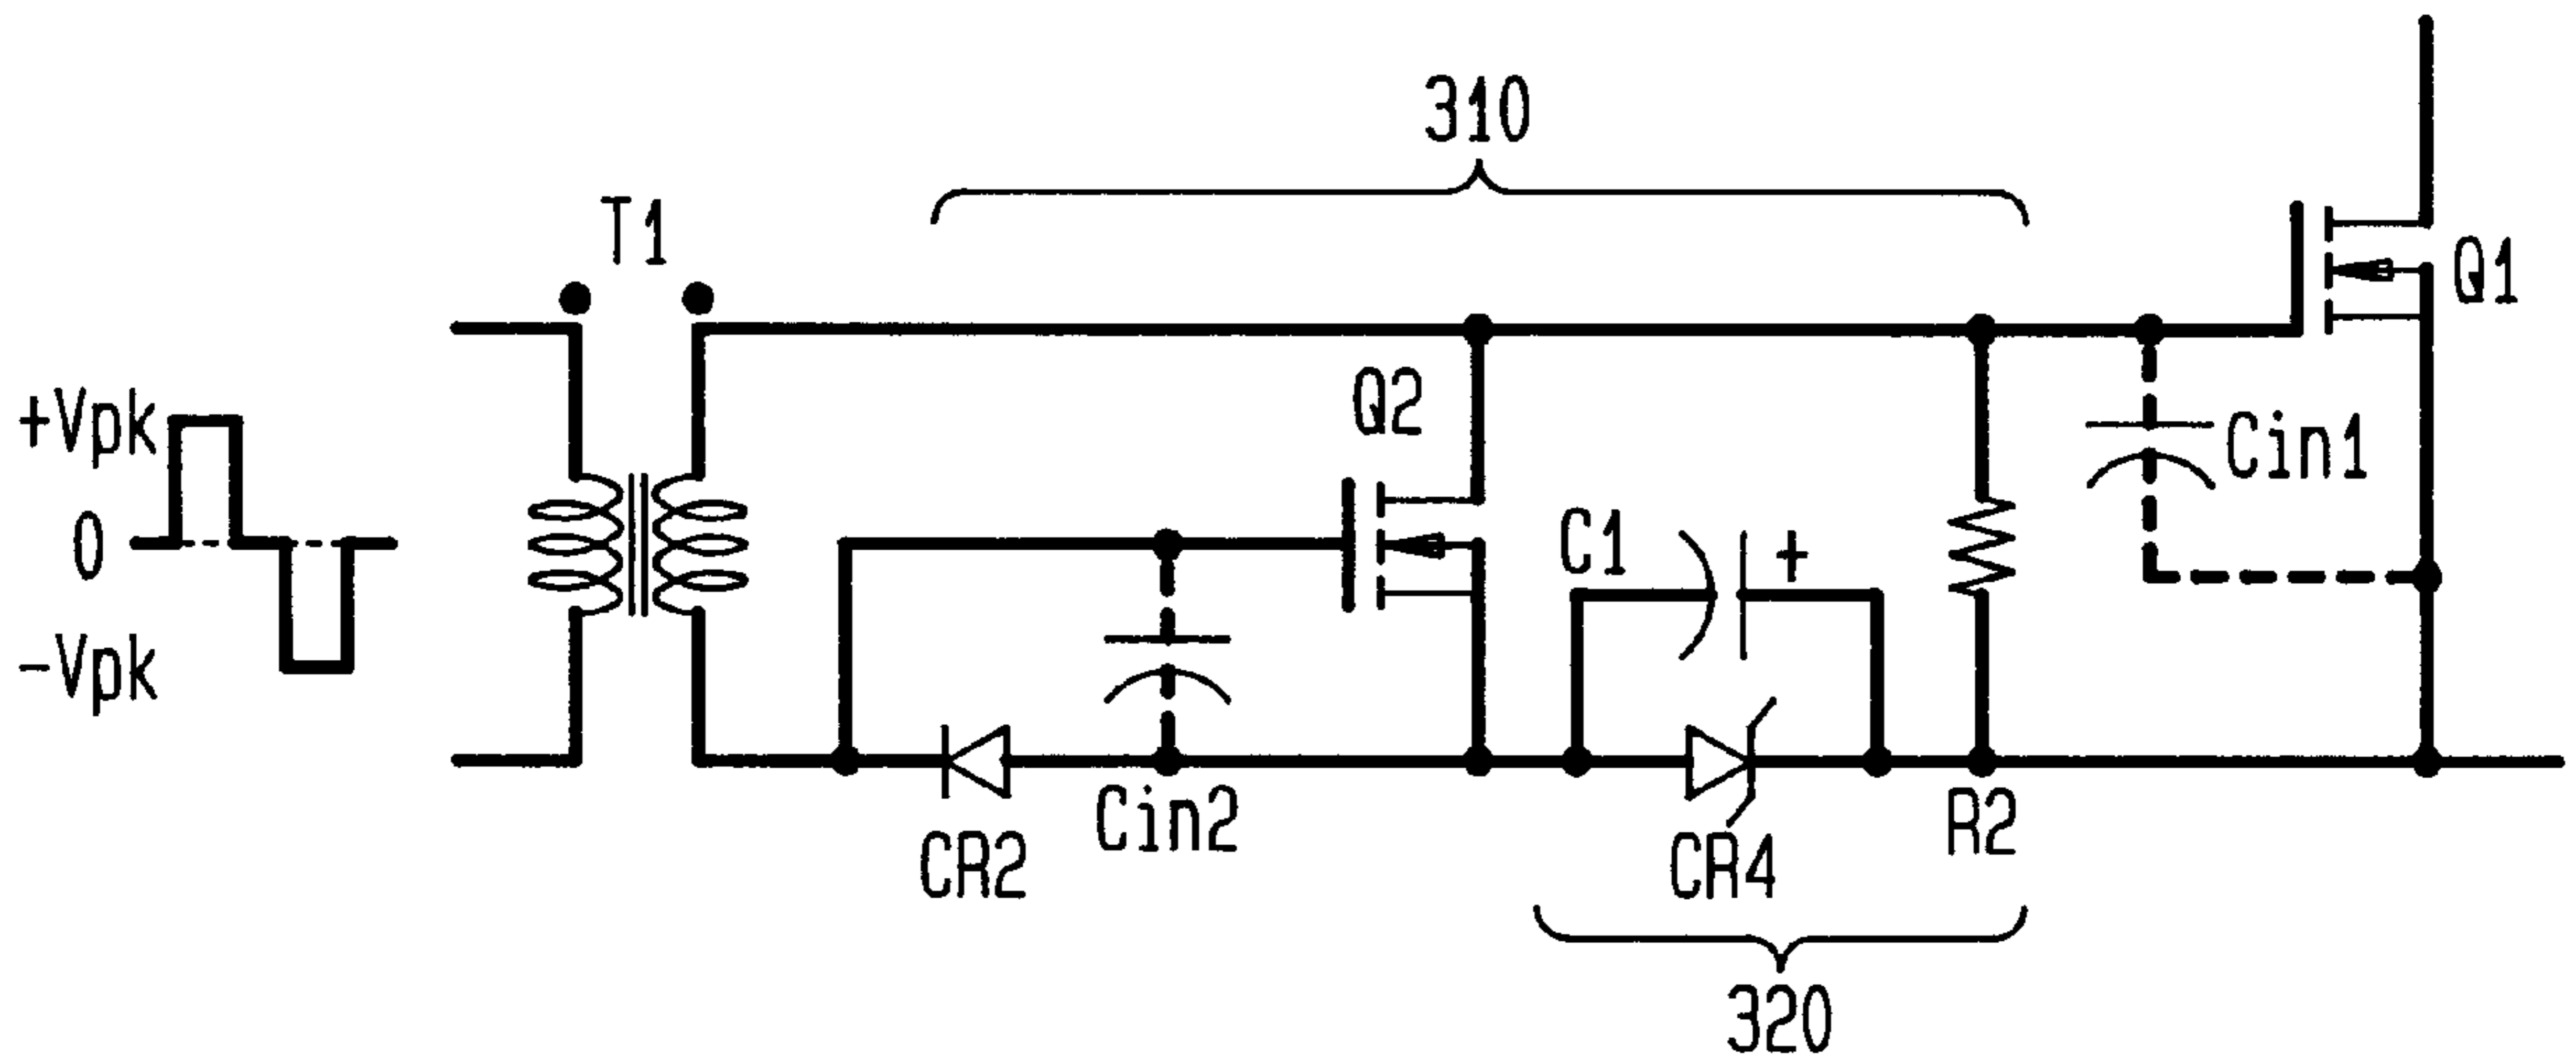 310
T1
Q1
+Vpk
0
-Vpk
Q2
C1
+
Cin1
Cin2
CR2
CR4
R2
320